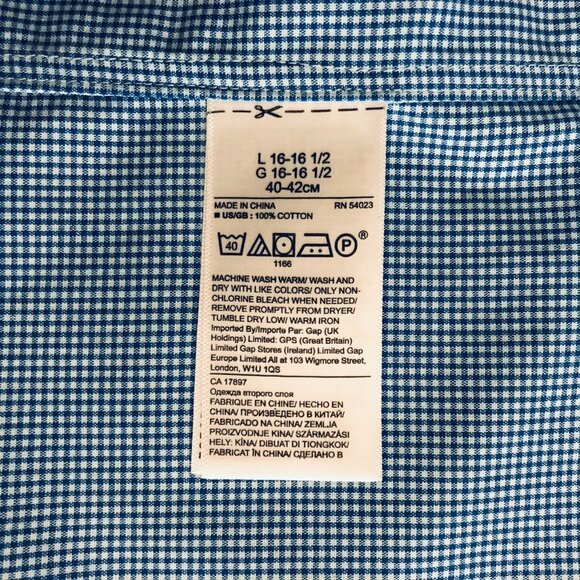 L 16-16 1/2
G 16-16 1/2
40-42CM
MADE IN CHINA RN 54023
■ US/GB : 100% COTTON
40 P ®
1166
MACHINE WASH WARM/ WASH AND
DRY WITH LIKE COLORS/ ONLY NON-
CHLORINE BLEACH WHEN NEEDED/
REMOVE PROMPTLY FROM DRYER/
TUMBLE DRY LOW/ WARM IRON
Imported By/Importe Par: Gap (UK
Holdings) Limited: GPS (Great Britain)
Limited Gap Stores (Ireland) Limited Gap
Europe Limited All at 103 Wigmore Street,
London, W1U 1QS
CA 17897
Одежда второго слоя
FABRIQUE EN CHINE/ HECHO EN
CHINA / ПРОИЗВЕДЕНО В КИТАЙ/
FABRICADO NA CHINA/ ZEMLJA
PROIZVODNJE KINA/ SZÁRMAZÁSI
HELY: KÍNA/ DIBUAT DI TIONGKOK/
FABRICAT ÎN CHINA/ СДЕЛАНО В